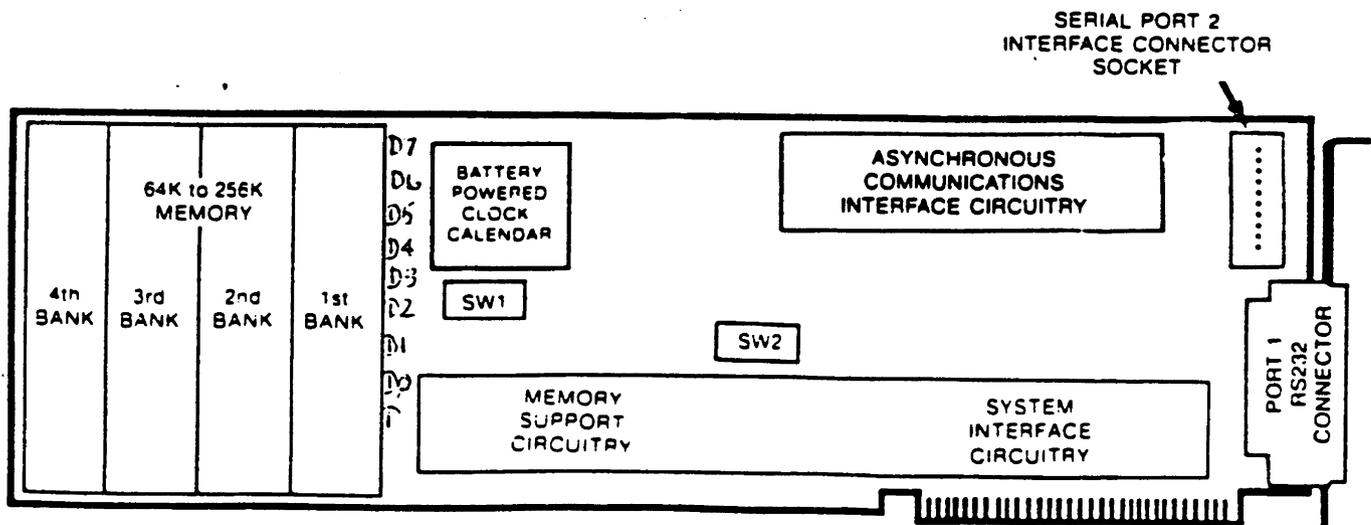 SERIAL PORT 2
INTERFACE CONNECTOR
SOCKET
64K to 256K
MEMORY
4th
BANK
3rd
BANK
2nd
BANK
1st
BANK
D7
D6
D5
D4
D3
D2
D1
D0
P
BATTERY
POWERED
CLOCK
CALENDAR
SW1
SW2
ASYNCHRONOUS
COMMUNICATIONS
INTERFACE CIRCUITRY
MEMORY
SUPPORT
CIRCUITRY
SYSTEM
INTERFACE
CIRCUITRY
PORT 1
RS232
CONNECTOR